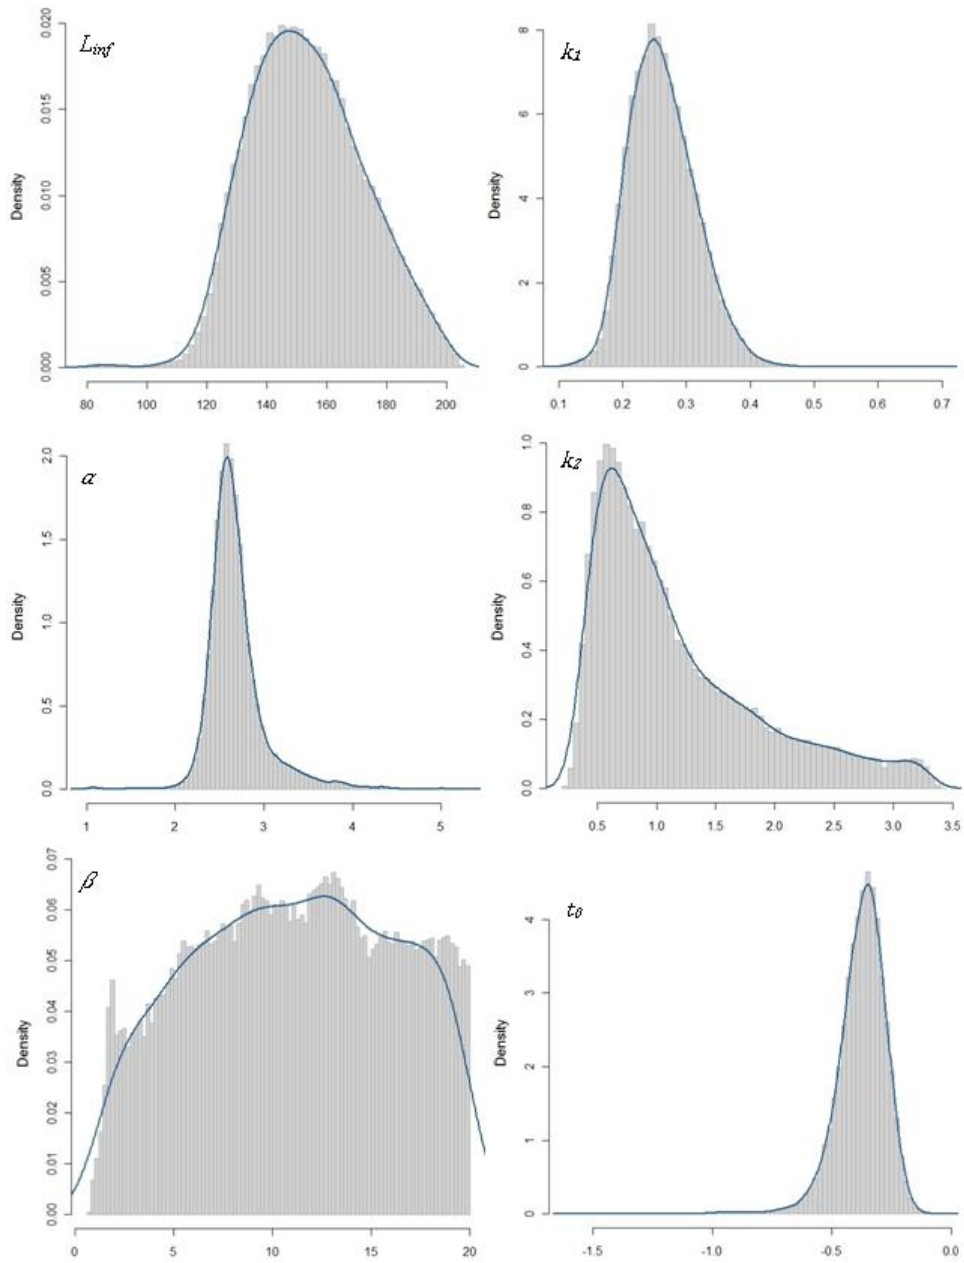 L_inf
Density
0.000 0.005 0.010 0.015 0.020
80 100 120 140 160 180 200
k_1
Density
0 2 4 6 8
0.1 0.2 0.3 0.4 0.5 0.6 0.7
α
Density
0.0 0.5 1.0 1.5 2.0
1 2 3 4 5
k_2
Density
0.0 0.2 0.4 0.6 0.8 1.0
0.5 1.0 1.5 2.0 2.5 3.0 3.5
β
Density
0.00 0.01 0.02 0.03 0.04 0.05 0.06 0.07
0 5 10 15 20
t_0
Density
0 1 2 3 4
-1.5 -1.0 -0.5 0.0